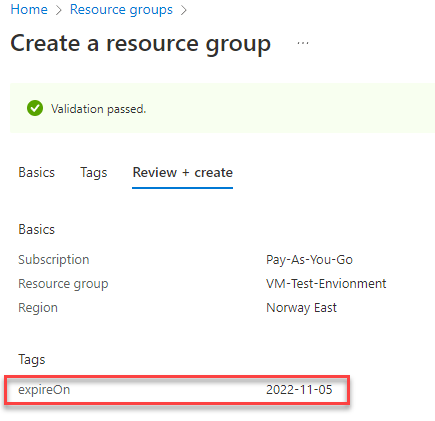 Home > Resource groups >
Create a resource group ...
Validation passed.
Basics Tags Review + create
Basics
Subscription Pay-As-You-Go
Resource group VM-Test-Envionment
Region Norway East
Tags
expireOn 2022-11-05